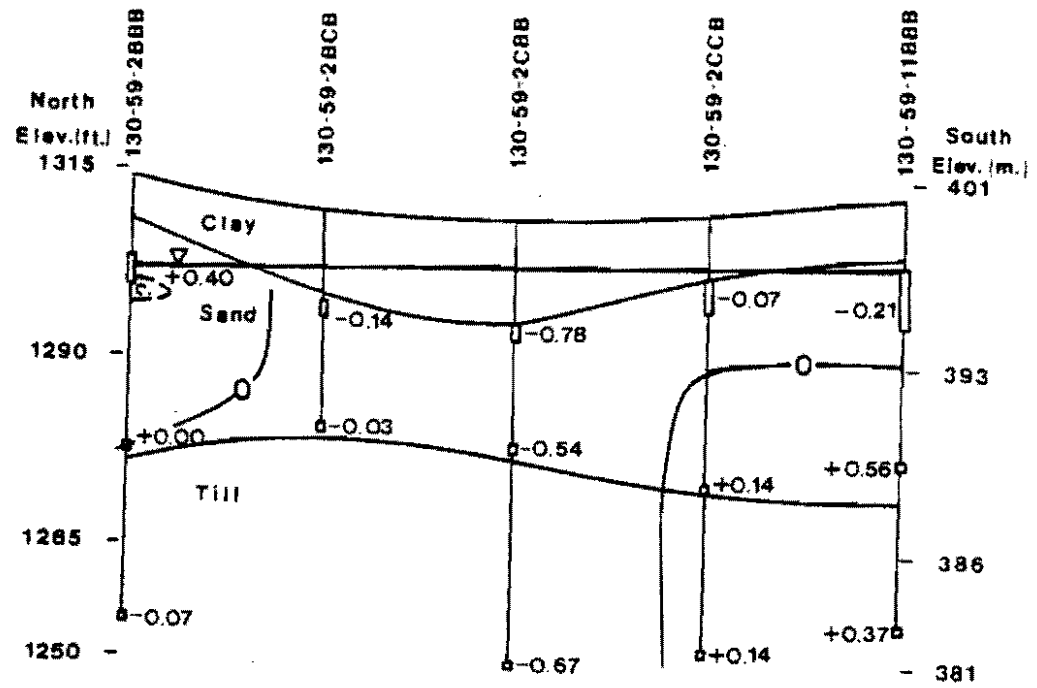 130-59-2BBB
130-59-2BCB
130-59-2CBB
130-59-2CCB
130-59-11BBB
North
Elev.(ft.)
South
Elev. (m.)
1315
401
Clay
+0.40
Sand
-0.14
-0.78
-0.07
-0.21
1290
393
0
0
+0.00
-0.03
-0.54
+0.56
Till
+0.14
1265
386
-0.07
+0.37
1250
-0.67
+0.14
381